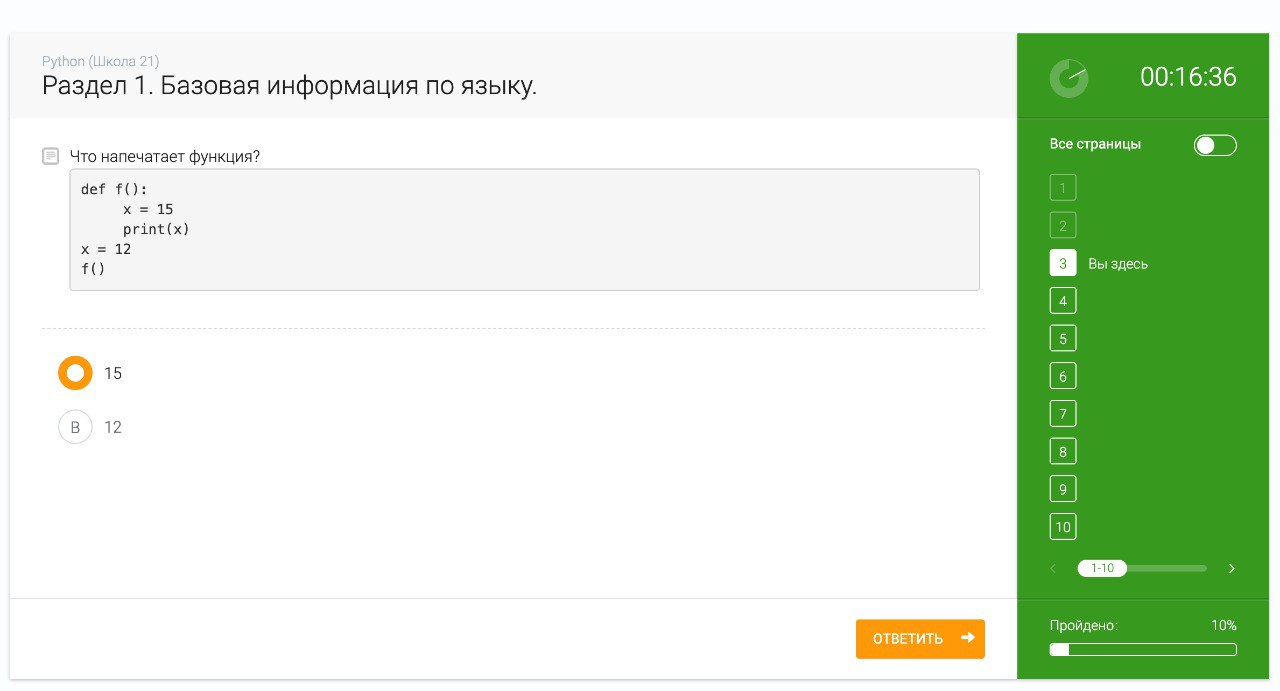 Python (Школа 21)
Раздел 1. Базовая информация по языку.
Что напечатает функция?
def f():
     x = 15
     print(x)
x = 12
f()
15
B 12
ОТВЕТИТЬ
00:16:36
Все страницы
1
2
3 Вы здесь
4
5
6
7
8
9
10
1-10
Пройдено: 10%